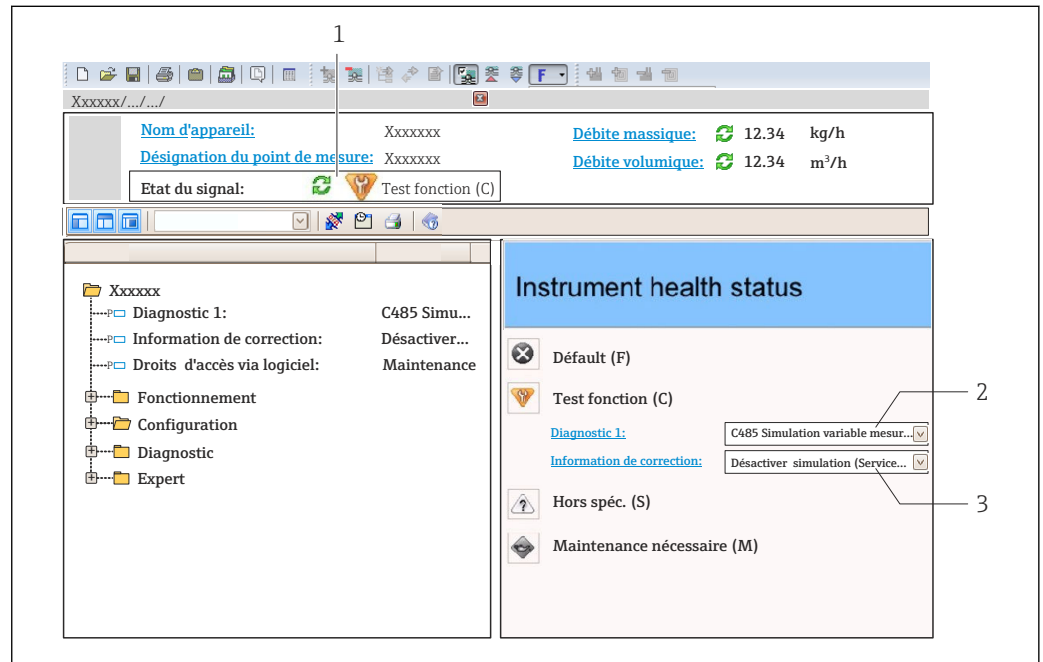 1
F
Xxxxxx/.../.../
Nom d'appareil: Xxxxxxx Débite massique: 12.34 kg/h
Désignation du point de mesure: Xxxxxxx Débite volumique: 12.34 m³/h
Etat du signal: Test fonction (C)
Xxxxxx
P Diagnostic 1: C485 Simu...
P Information de correction: Désactiver...
P Droits d'accès via logiciel: Maintenance
Fonctionnement
Configuration
Diagnostic
Expert
Instrument health status
Défault (F)
Test fonction (C)
Diagnostic 1: C485 Simulation variable mesur...
2
Information de correction: Désactiver simulation (Service...
3
Hors spéc. (S)
Maintenance nécessaire (M)